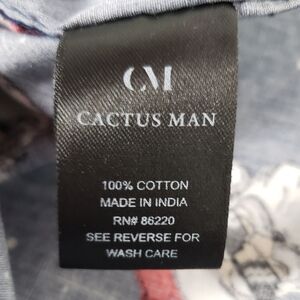 CM
CACTUS MAN
100% COTTON
MADE IN INDIA
RN# 86220
SEE REVERSE FOR
WASH CARE